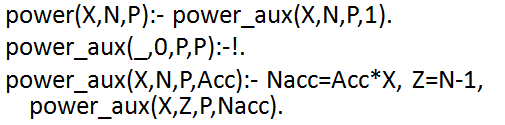 power(X,N,P):- power_aux(X,N,P,1).
power_aux(_,0,P,P):-!.
power_aux(X,N,P,Acc):- Nacc=Acc*X, Z=N-1,
power_aux(X,Z,P,Nacc).